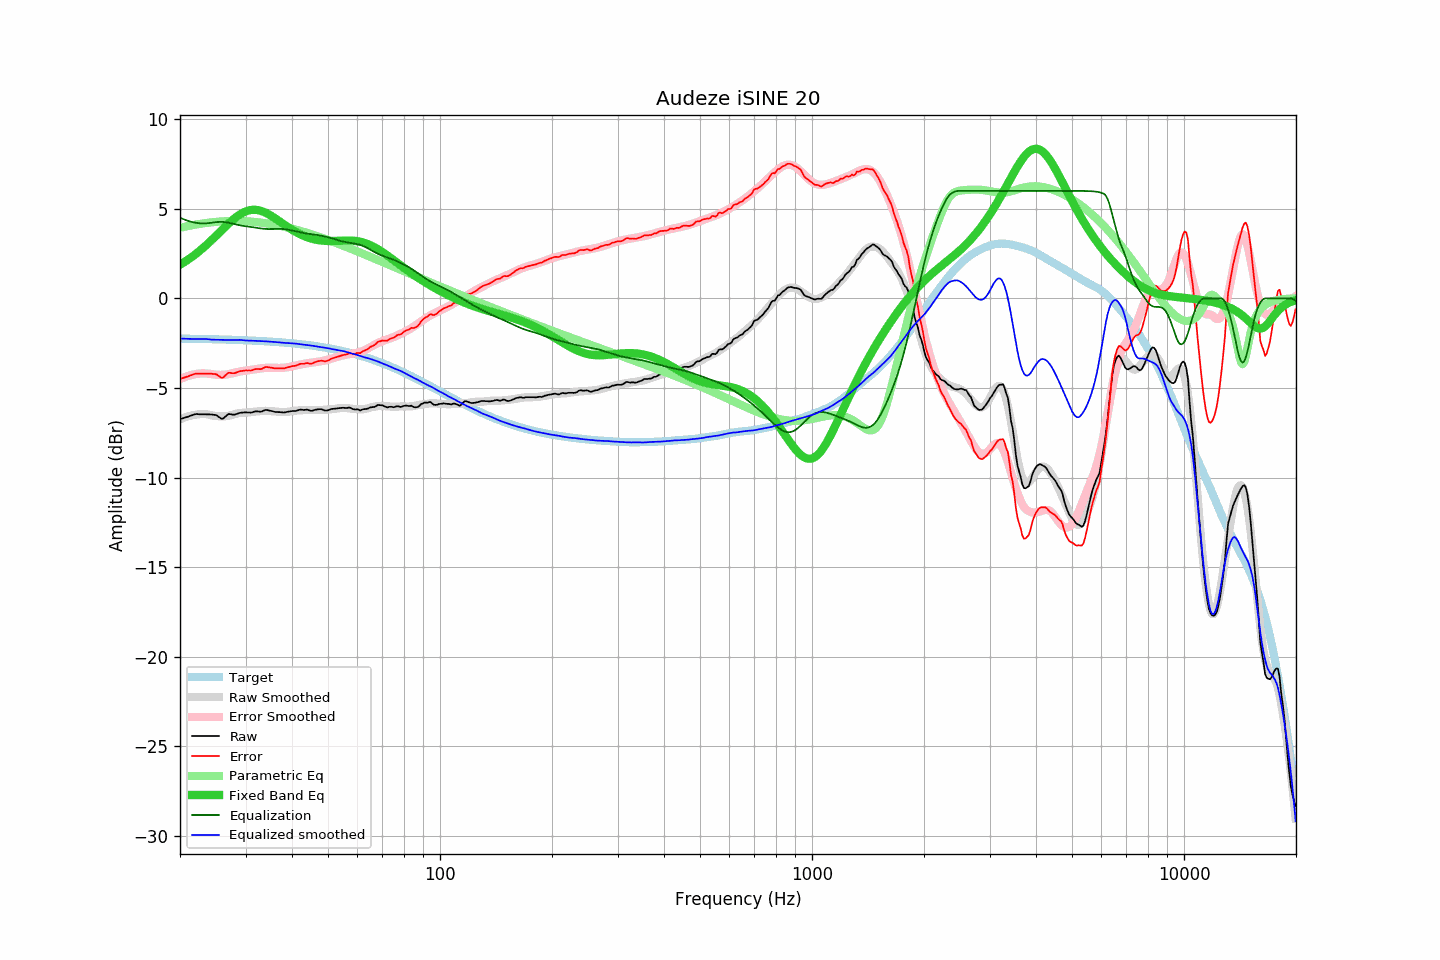 Audeze iSINE 20
10
5
0
−5
−10
−15
−20
−25
−30
Amplitude (dBr)
Target
Raw Smoothed
Error Smoothed
Raw
Error
Parametric Eq
Fixed Band Eq
Equalization
Equalized smoothed
100
1000
10000
Frequency (Hz)